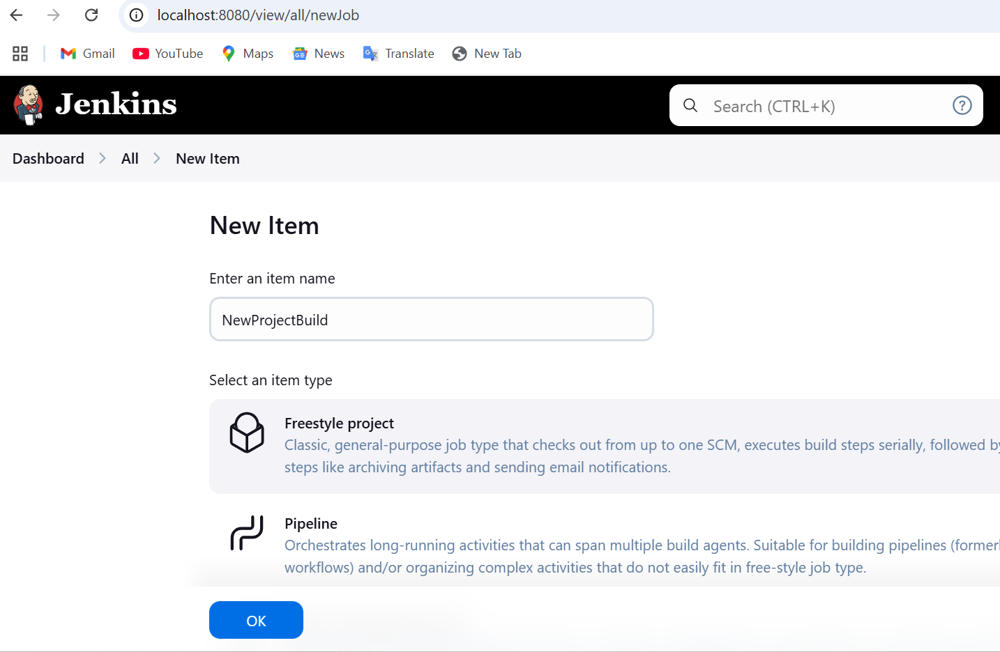 localhost:8080/view/all/newJob
Gmail YouTube Maps News Translate New Tab
Jenkins
Search (CTRL+K)
Dashboard All New Item
New Item
Enter an item name
NewProjectBuild
Select an item type
Freestyle project
Classic, general-purpose job type that checks out from up to one SCM, executes build steps serially, followed by
steps like archiving artifacts and sending email notifications.
Pipeline
Orchestrates long-running activities that can span multiple build agents. Suitable for building pipelines (former
workflows) and/or organizing complex activities that do not easily fit in free-style job type.
OK